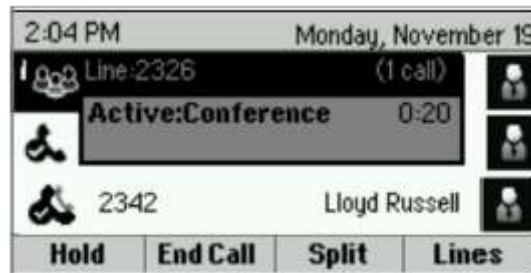 2:04 PM Monday, November 19
Line:2326 (1 call)
Active:Conference 0:20
2342 Lloyd Russell
Hold End Call Split Lines